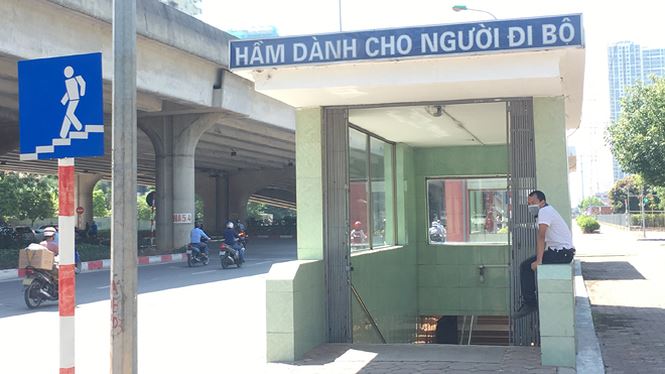 HẦM DÀNH CHO NGƯỜI ĐI BỘ